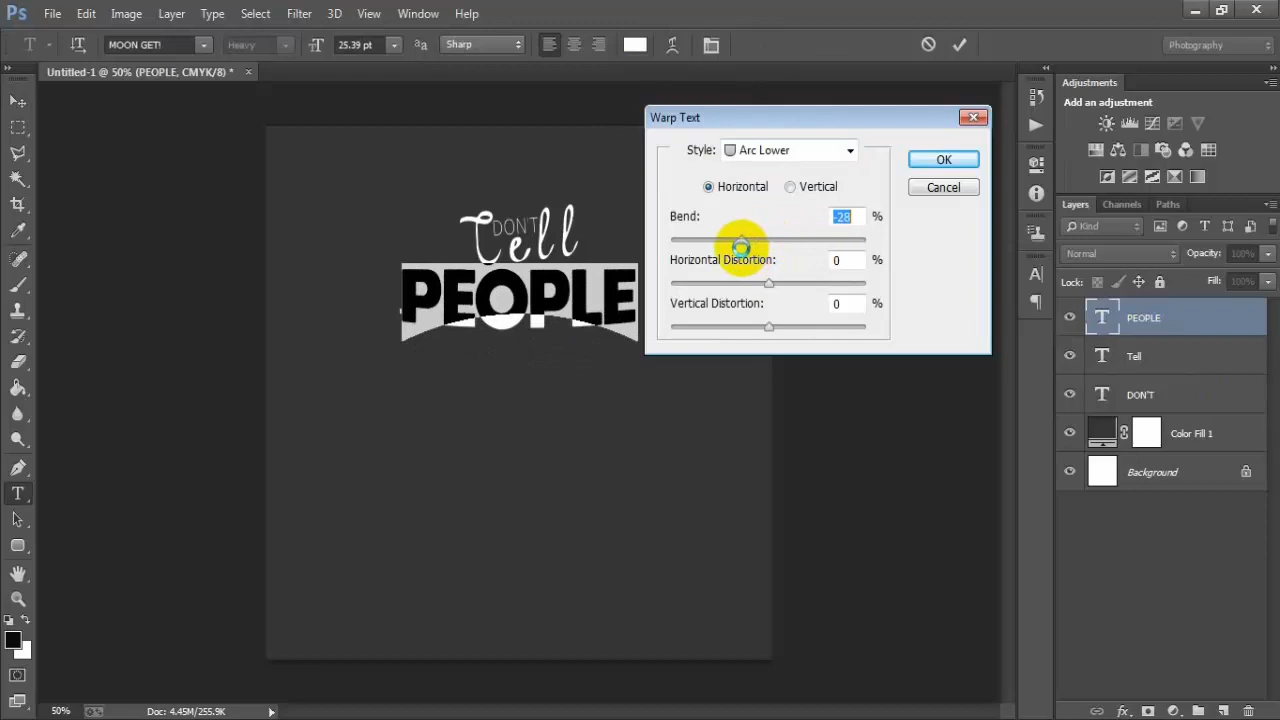 Ps File Edit Image Layer Type Select Filter 3D View Window Help
T MOON GET! Heavy 25.39 pt aa Sharp Photography
Untitled-1 @ 50% (PEOPLE, CMYK/8) *
DON'T
Tell
PEOPLE
Warp Text
Style: Arc Lower
OK
Horizontal Vertical
Cancel
Bend: -28 %
Horizontal Distortion: 0 %
Vertical Distortion: 0 %
Adjustments
Add an adjustment
Layers Channels Paths
Kind
Normal Opacity: 100%
Lock: Fill: 100%
T PEOPLE
T Tell
T DON'T
Color Fill 1
Background
50% Doc: 4.45M/255.9K